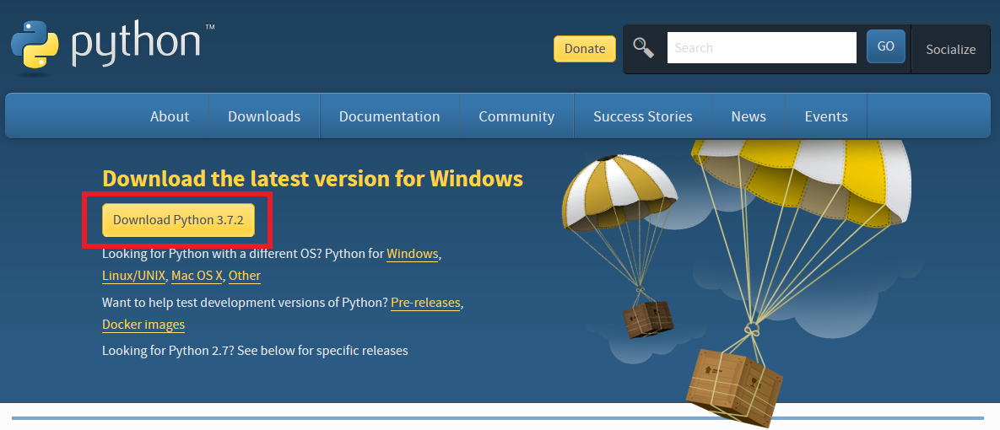 python™
Donate
Search
GO
Socialize
About Downloads Documentation Community Success Stories News Events
Download the latest version for Windows
Download Python 3.7.2
Looking for Python with a different OS? Python for Windows,
Linux/UNIX, Mac OS X, Other
Want to help test development versions of Python? Pre-releases,
Docker images
Looking for Python 2.7? See below for specific releases